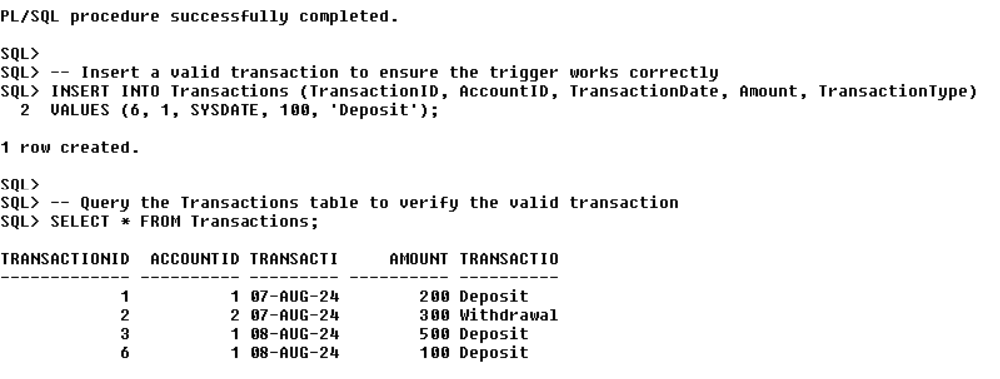 PL/SQL procedure successfully completed.
SQL>
SQL> -- Insert a valid transaction to ensure the trigger works correctly
SQL> INSERT INTO Transactions (TransactionID, AccountID, TransactionDate, Amount, TransactionType)
  2  VALUES (6, 1, SYSDATE, 100, 'Deposit');
1 row created.
SQL>
SQL> -- Query the Transactions table to verify the valid transaction
SQL> SELECT * FROM Transactions;
TRANSACTIONID  ACCOUNTID TRANSACTI     AMOUNT TRANSACTIO
------------- ---------- --------- ---------- ----------
            1          1 07-AUG-24        200 Deposit
            2          2 07-AUG-24        300 Withdrawal
            3          1 08-AUG-24        500 Deposit
            6          1 08-AUG-24        100 Deposit